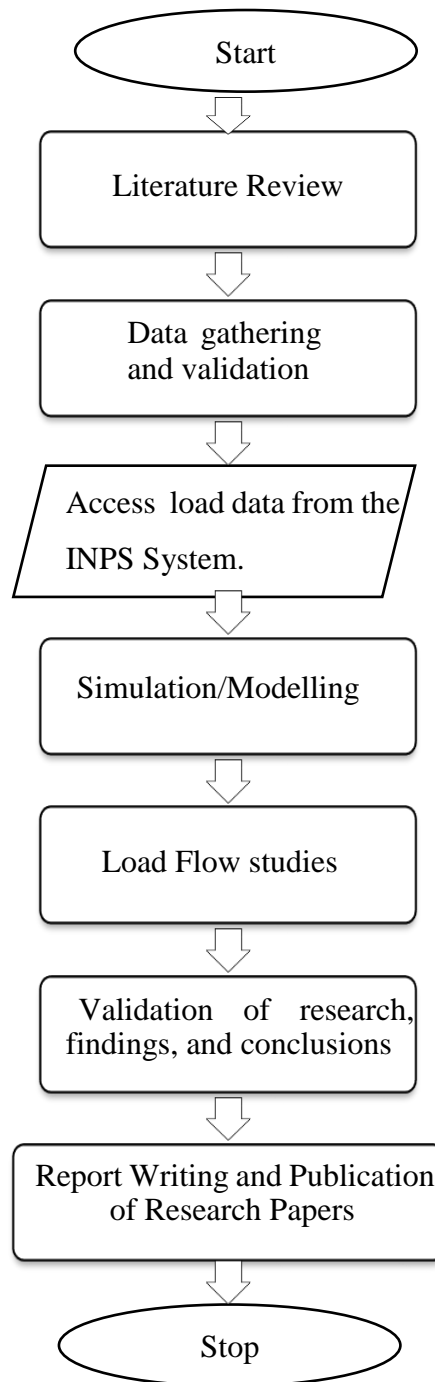 Start
Literature Review
Data gathering
and validation
Access load data from the
INPS System.
Simulation/Modelling
Load Flow studies
Validation of research,
findings, and conclusions
Report Writing and Publication
of Research Papers
Stop